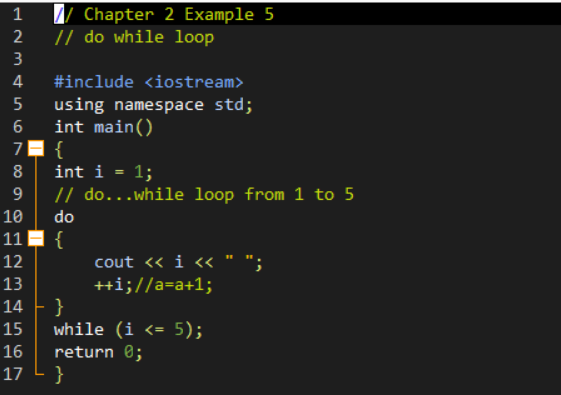 1 // Chapter 2 Example 5
2 // do while loop
3
4 #include <iostream>
5 using namespace std;
6 int main()
7 {
8 int i = 1;
9 // do...while loop from 1 to 5
10 do
11 {
12     cout << i << " ";
13     ++i;//a=a+1;
14 }
15 while (i <= 5);
16 return 0;
17 }